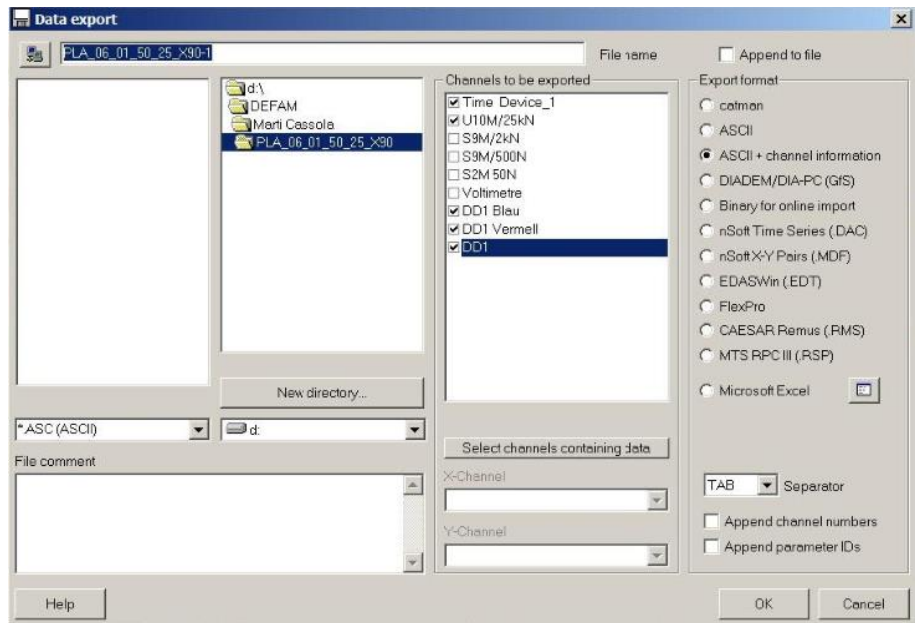 Data export
PLA_06_01_50_25_X90-1
File name
Append to file
d:\
DEFAM
Marti Cassola
PLA_06_01_50_25_X90
New directory...
*.ASC (ASCII)
d:
File comment
Channels to be exported
Time Device_1
U10M/25kN
S9M/2kN
S9M/500N
S2M 50N
Voltimetre
DD1 Blau
DD1 Vermell
DD1
Select channels containing data
X-Channel
Y-Channel
Export format
catman
ASCII
ASCII + channel information
DIADEM/DIA-PC (GfS)
Binary for online import
nSoft Time Series (.DAC)
nSoft X-Y Pairs (.MDF)
EDASWin (.EDT)
FlexPro
CAESAR Remus (.RMS)
MTS RPC III (.RSP)
Microsoft Excel
TAB
Separator
Append channel numbers
Append parameter IDs
Help
OK
Cancel